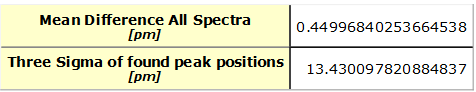 Mean Difference All Spectra
[pm]
0.44996840253664538
Three Sigma of found peak positions
[pm]
13.430097820884837